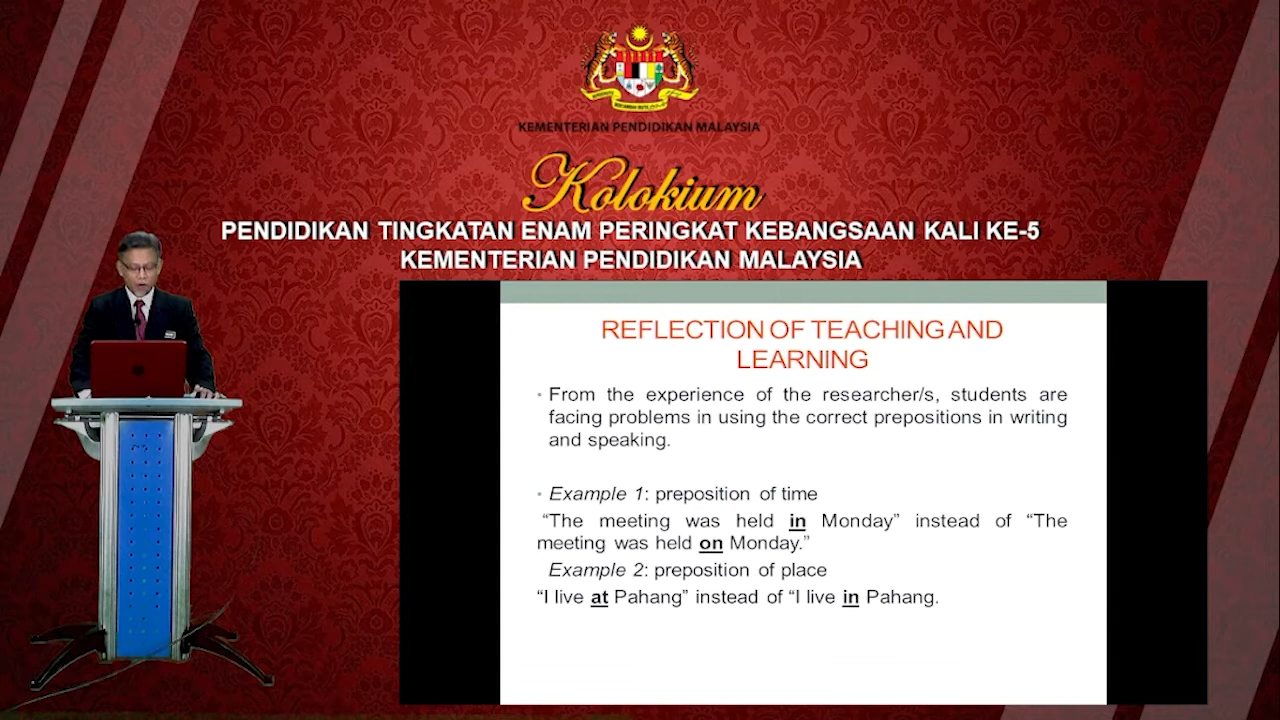 KEMENTERIAN PENDIDIKAN MALAYSIA
Kolokium
PENDIDIKAN TINGKATAN ENAM PERINGKAT KEBANGSAAN KALI KE-5
KEMENTERIAN PENDIDIKAN MALAYSIA
REFLECTION OF TEACHING AND
LEARNING
• From the experience of the researcher/s, students are
facing problems in using the correct prepositions in writing
and speaking.
• Example 1: preposition of time
“The meeting was held in Monday” instead of “The
meeting was held on Monday.”
Example 2: preposition of place
“I live at Pahang” instead of “I live in Pahang.